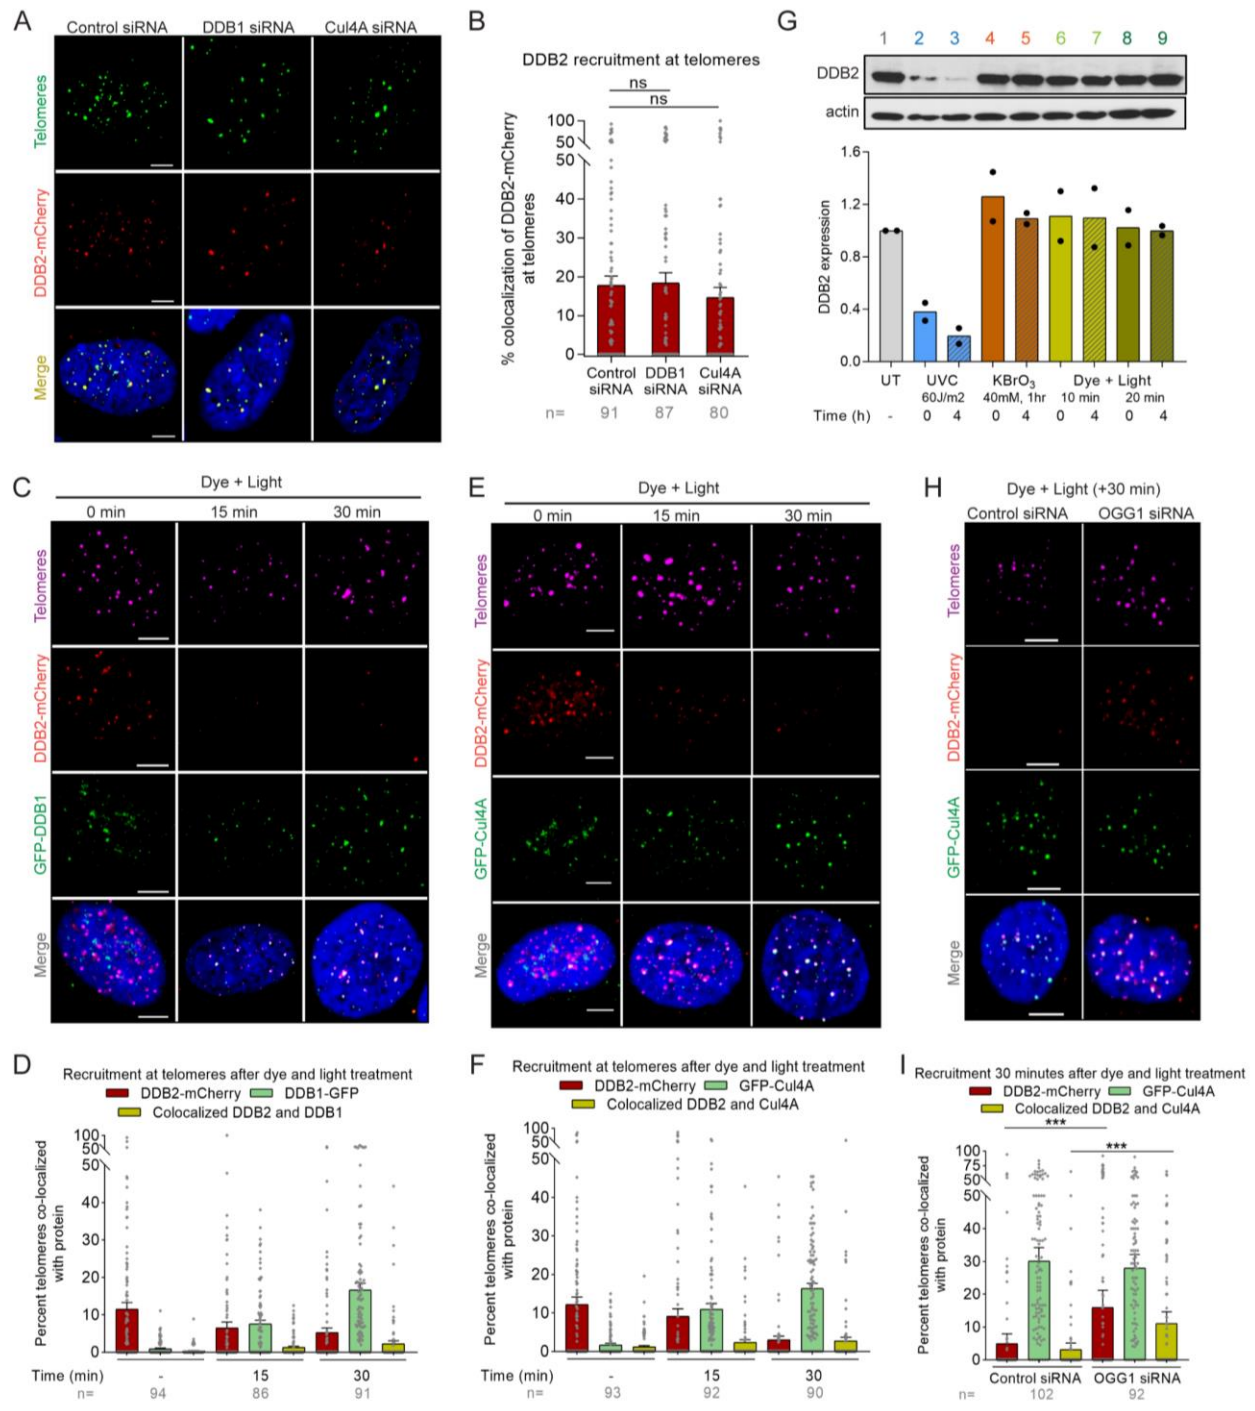 A
Control siRNA
DDB1 siRNA
Cul4A siRNA
Telomeres
DDB2-mCherry
Merge
B
DDB2 recruitment at telomeres
ns
ns
% colocalization of DDB2-mCherry
at telomeres
100
50
40
30
20
10
0
Control
siRNA
DDB1
siRNA
Cul4A
siRNA
n=
91
87
80
G
1 2 3 4 5 6 7 8 9
DDB2
actin
DDB2 expression
1.6
1.2
0.8
0.4
0.0
UT
UVC
KBrO₃
Dye + Light
60J/m2
40mM, 1hr
10 min
20 min
Time (h)
- 0 4 0 4 0 4 0 4
C
Dye + Light
0 min
15 min
30 min
Telomeres
DDB2-mCherry
GFP-DDB1
Merge
E
Dye + Light
0 min
15 min
30 min
Telomeres
DDB2-mCherry
GFP-Cul4A
Merge
H
Dye + Light (+30 min)
Control siRNA
OGG1 siRNA
Telomeres
DDB2-mCherry
GFP-Cul4A
Merge
D
Recruitment at telomeres after dye and light treatment
DDB2-mCherry
DDB1-GFP
Colocalized DDB2 and DDB1
Percent telomeres co-localized
with protein
100
50
50
40
30
20
10
0
Time (min)
-
15
30
n=
94
86
91
F
Recruitment at telomeres after dye and light treatment
DDB2-mCherry
GFP-Cul4A
Colocalized DDB2 and Cul4A
Percent telomeres co-localized
with protein
100
50
50
40
30
20
10
0
Time (min)
-
15
30
n=
93
92
90
I
Recruitment 30 minutes after dye and light treatment
DDB2-mCherry
GFP-Cul4A
Colocalized DDB2 and Cul4A
***
***
Percent telomeres co-localized
with protein
100
75
50
50
40
30
20
10
0
Control siRNA
OGG1 siRNA
n=
102
92